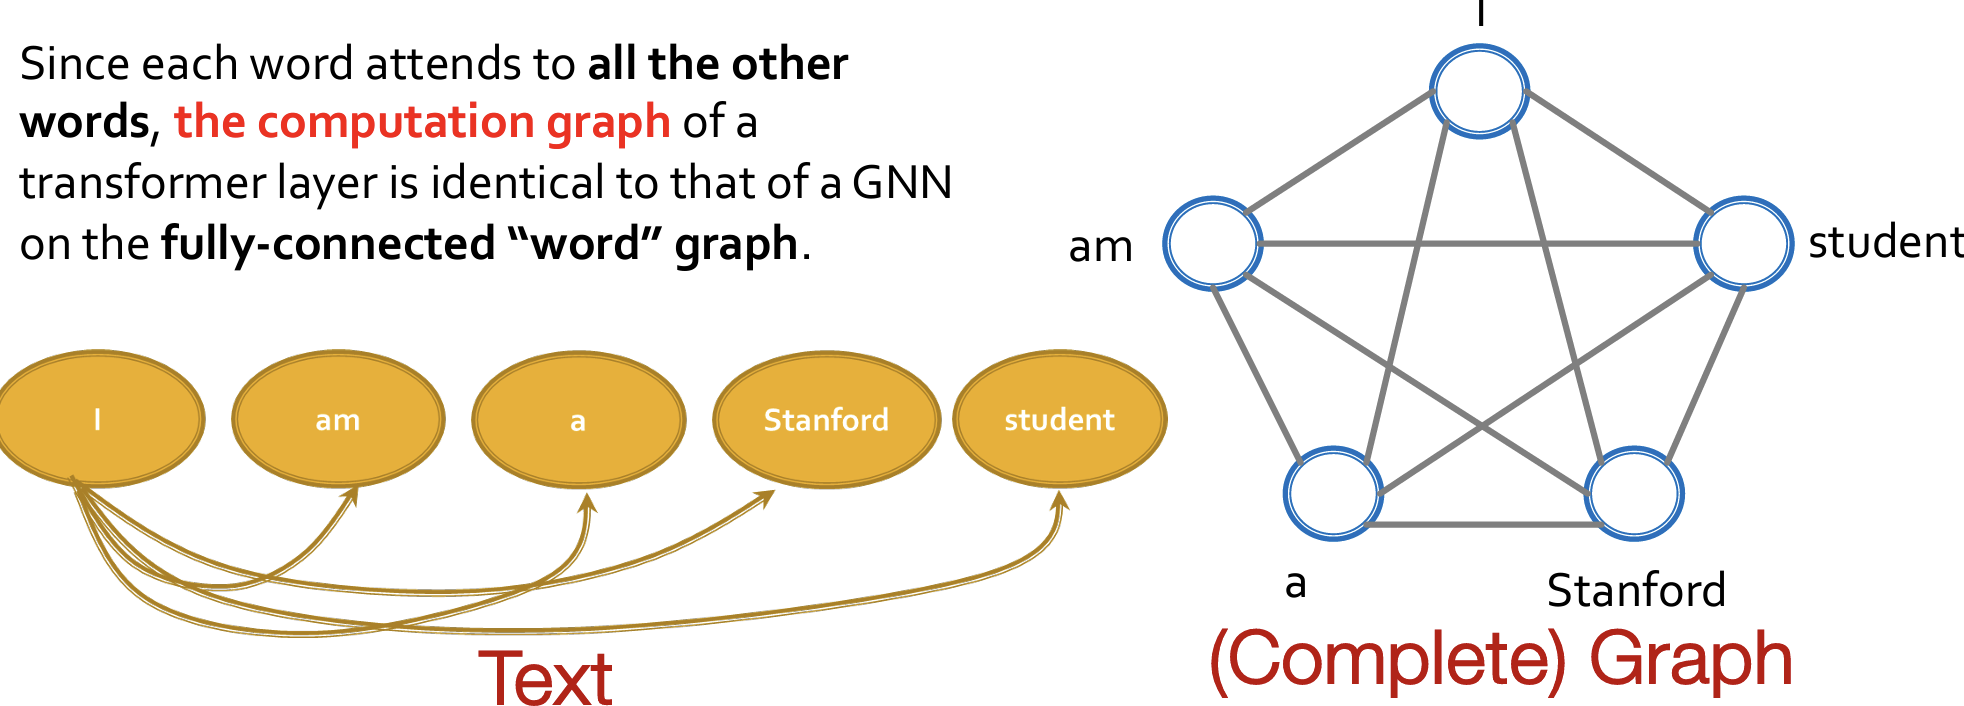 Since each word attends to all the other
words, the computation graph of a
transformer layer is identical to that of a GNN
on the fully-connected “word” graph.
I am a Stanford student
Text
I
am
student
a
Stanford
(Complete) Graph